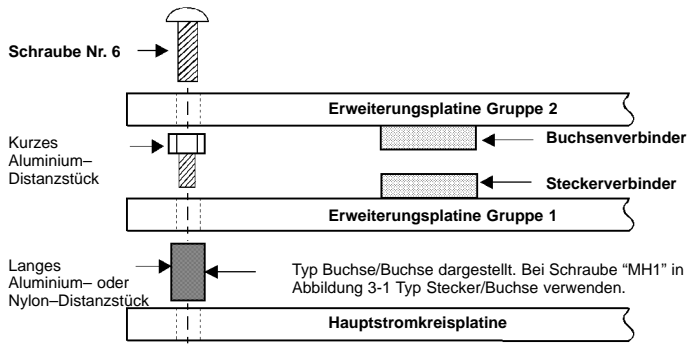 Schraube Nr. 6
Erweiterungsplatine Gruppe 2
Kurzes
Aluminium–
Distanzstück
Buchsenverbinder
Steckerverbinder
Erweiterungsplatine Gruppe 1
Langes
Aluminium– oder
Nylon–Distanzstück
Typ Buchse/Buchse dargestellt. Bei Schraube “MH1” in
Abbildung 3-1 Typ Stecker/Buchse verwenden.
Hauptstromkreisplatine